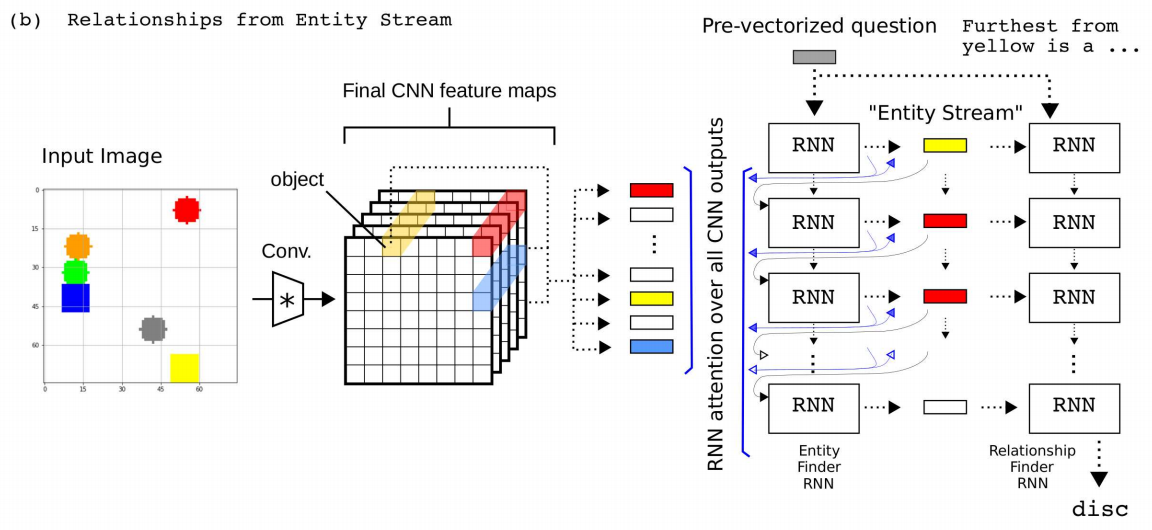 (b) Relationships from Entity Stream
Pre-vectorized question
Furthest from
yellow is a ...
Final CNN feature maps
"Entity Stream"
Input Image
object
Conv.
*
0
15
30
45
60
0
15
30
45
60
RNN attention over all CNN outputs
RNN
RNN
RNN
RNN
RNN
RNN
RNN
RNN
Entity
Finder
RNN
Relationship
Finder
RNN
disc